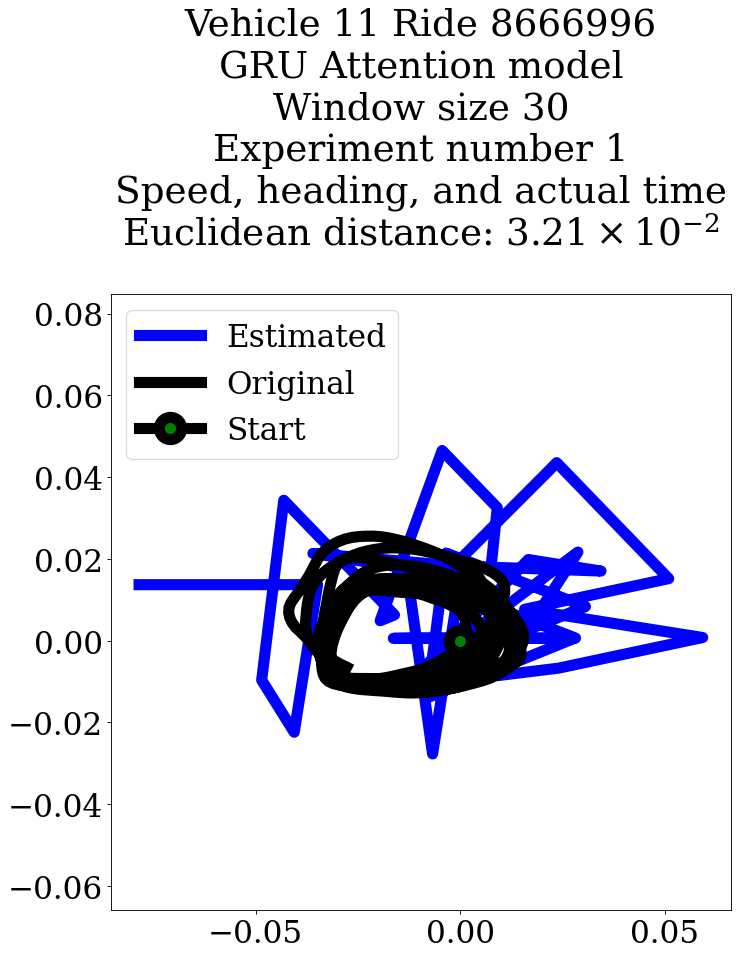 Vehicle 11 Ride 8666996
GRU Attention model
Window size 30
Experiment number 1
Speed, heading, and actual time
Euclidean distance: 3.21 × 10⁻²
Estimated
Original
Start
0.08
0.06
0.04
0.02
0.00
−0.02
−0.04
−0.06
−0.05
0.00
0.05